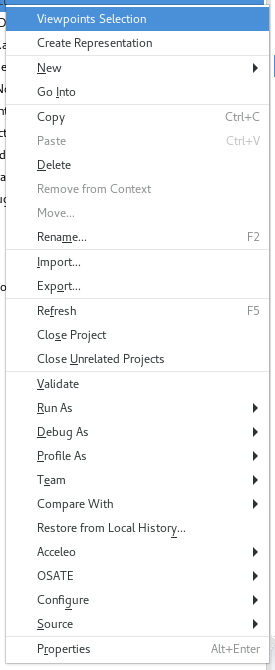 Viewpoints Selection
Create Representation
New
Go Into
Copy Ctrl+C
Paste Ctrl+V
Delete
Remove from Context
Move...
Rename... F2
Import...
Export...
Refresh F5
Close Project
Close Unrelated Projects
Validate
Run As
Debug As
Profile As
Team
Compare With
Restore from Local History...
Acceleo
OSATE
Configure
Source
Properties Alt+Enter